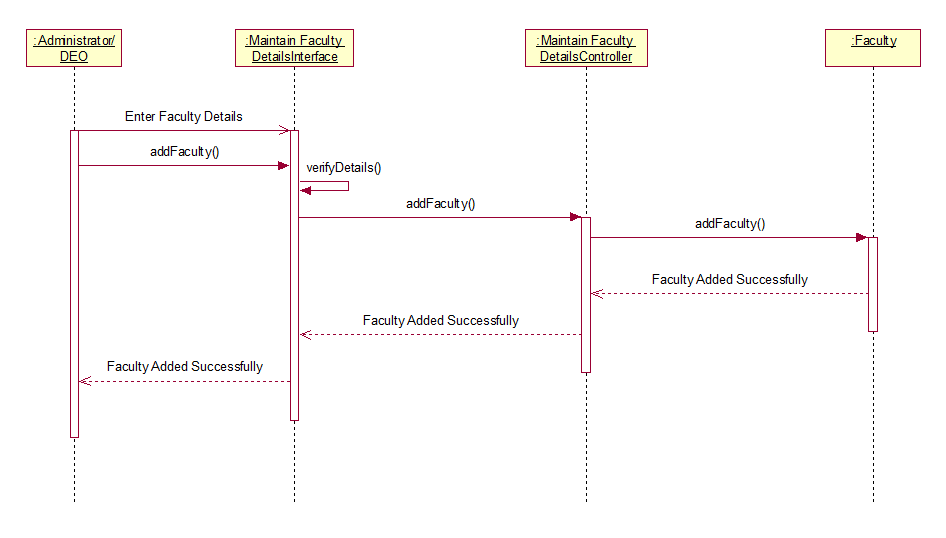 :Administrator/
DEO
:Maintain Faculty
DetailsInterface
:Maintain Faculty
DetailsController
:Faculty
Enter Faculty Details
addFaculty()
verifyDetails()
addFaculty()
addFaculty()
Faculty Added Successfully
Faculty Added Successfully
Faculty Added Successfully